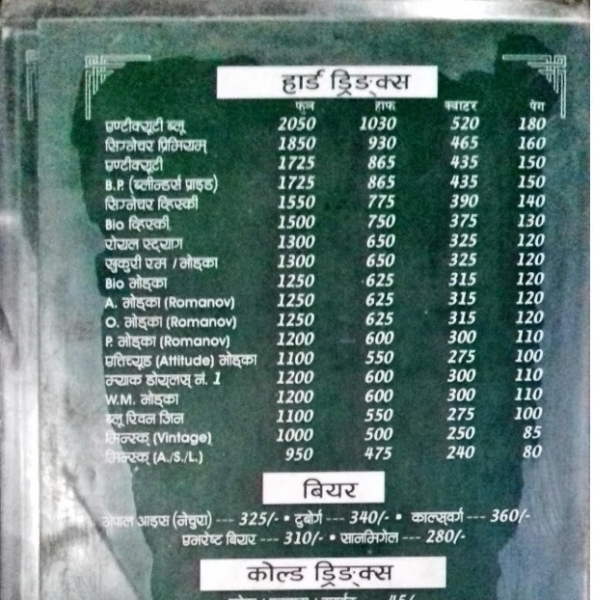 हार्ड ड्रिङ्क्स
फुल हाफ क्वाटर पेग
एण्टीक्यूटी ब्लू 2050 1030 520 180
सिग्नेचर प्रिमियम् 1850 930 465 160
एण्टीक्यूटी 1725 865 435 150
B.P. (ब्लीन्डर्स प्राइड) 1725 865 435 150
सिग्नेचर व्हिस्की 1550 775 390 140
Bio व्हिस्की 1500 750 375 130
रोयल स्ट्याग 1300 650 325 120
खुकुरी रम / भोड्का 1300 650 325 120
Bio भोड्का 1250 625 315 120
A. भोड्का (Romanov) 1250 625 315 120
O. भोड्का (Romanov) 1250 625 315 120
P. भोड्का (Romanov) 1200 600 300 110
एत्तिच्यूड (Attitude) भोड्का 1100 550 275 100
म्याक डोयूलस् नं. 1 1200 600 300 110
W.M. भोड्का 1200 600 300 110
ब्लू रिवन जिन 1100 550 275 100
मिन्स्क् (Vintage) 1000 500 250 85
मिन्स्क् (A./S./L.) 950 475 240 80
बियर
नेपाल आइस (नेचुरा) --- 325/- • टुबोर्ग --- 340/- • काल्स्वर्ग --- 360/-
एभरेष्ट बियर --- 310/- • सानमिगेल --- 280/-
कोल्ड ड्रिङ्क्स